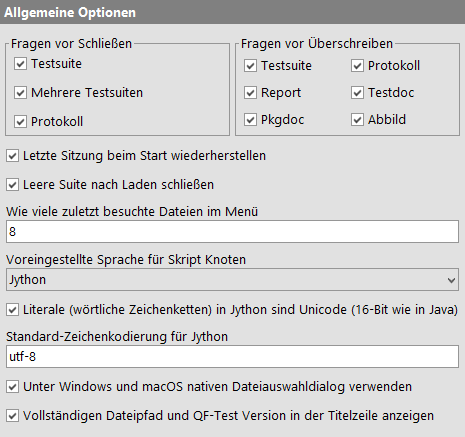 Allgemeine Optionen
Fragen vor Schließen
Testsuite
Mehrere Testsuiten
Protokoll
Fragen vor Überschreiben
Testsuite Protokoll
Report Testdoc
Pkgdoc Abbild
Letzte Sitzung beim Start wiederherstellen
Leere Suite nach Laden schließen
Wie viele zuletzt besuchte Dateien im Menü
8
Voreingestellte Sprache für Skript Knoten
Jython
Literale (wörtliche Zeichenketten) in Jython sind Unicode (16-Bit wie in Java)
Standard-Zeichenkodierung für Jython
utf-8
Unter Windows und macOS nativen Dateiauswahldialog verwenden
Vollständigen Dateipfad und QF-Test Version in der Titelzeile anzeigen